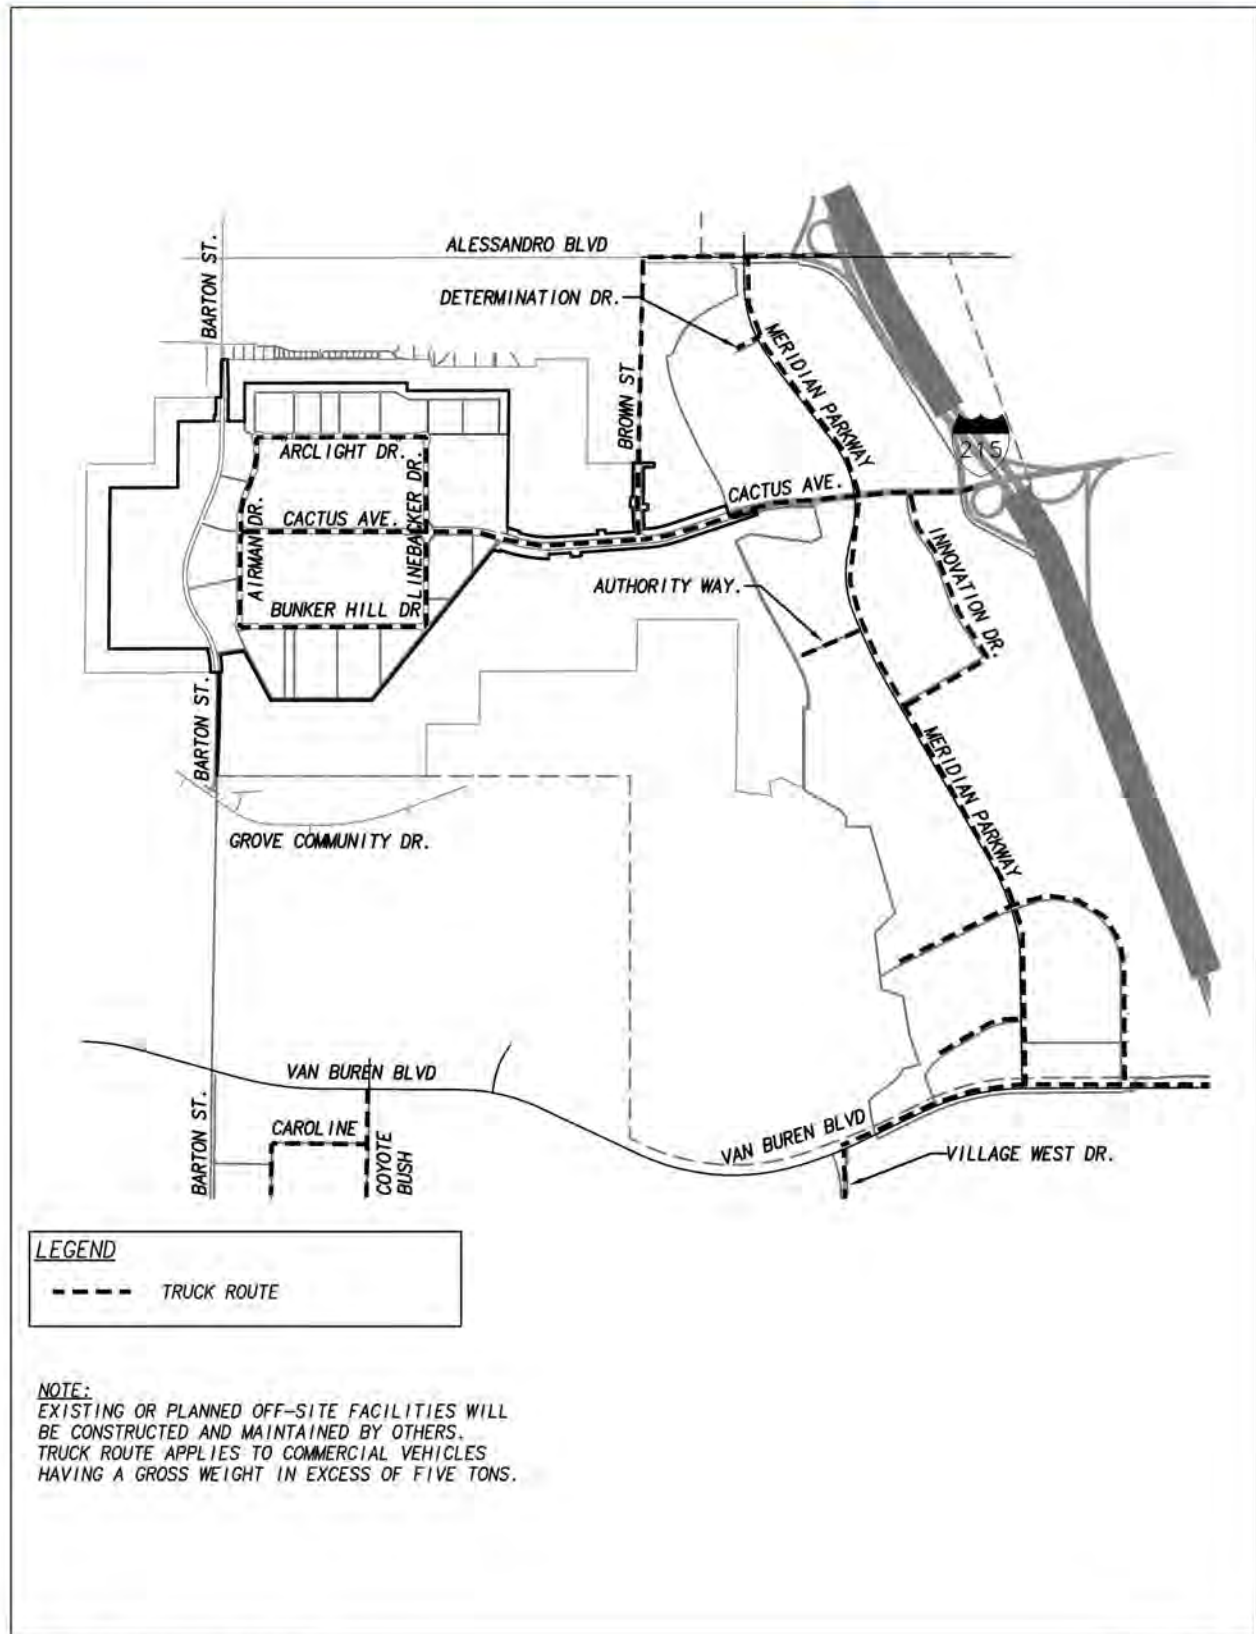 ALESSANDRO BLVD
BARTON ST.
DETERMINATION DR.
MERIDIAN PARKWAY
BROWN ST
215
ARCLIGHT DR.
LINEBACKER DR.
CACTUS AVE.
CACTUS AVE.
AIRMAN DR.
INNOVATION DR.
AUTHORITY WAY.
BUNKER HILL DR
BARTON ST.
MERIDIAN PARKWAY
GROVE COMMUNITY DR.
VAN BUREN BLVD
BARTON ST.
CAROLINE
COYOTE
BUSH
VAN BUREN BLVD
VILLAGE WEST DR.
LEGEND
TRUCK ROUTE
NOTE:
EXISTING OR PLANNED OFF-SITE FACILITIES WILL
BE CONSTRUCTED AND MAINTAINED BY OTHERS.
TRUCK ROUTE APPLIES TO COMMERCIAL VEHICLES
HAVING A GROSS WEIGHT IN EXCESS OF FIVE TONS.